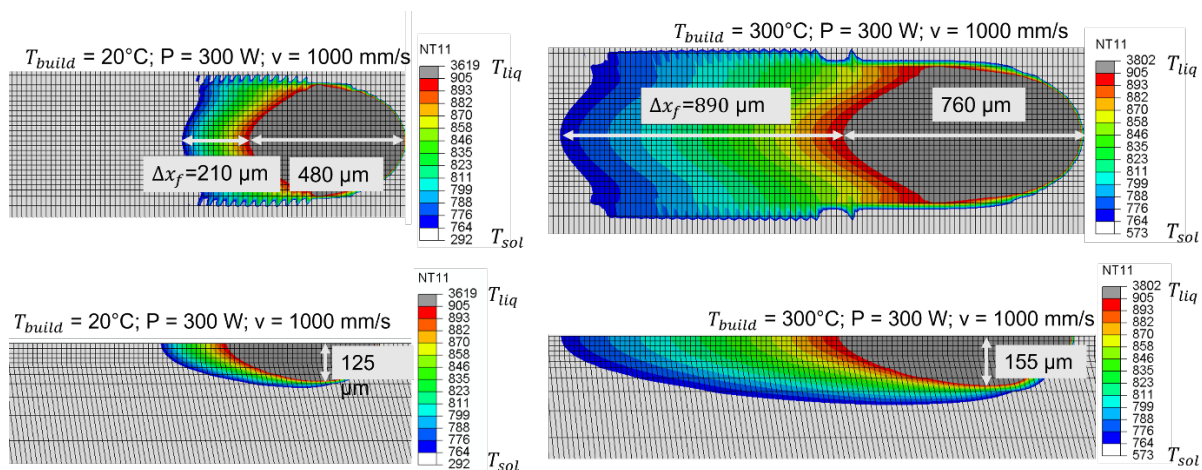 T_build = 20°C; P = 300 W; v = 1000 mm/s
NT11
3619
905
893
882
870
858
846
835
823
811
799
788
776
764
292
T_liq
T_sol
Δx_f=210 µm
480 µm
T_build = 300°C; P = 300 W; v = 1000 mm/s
NT11
3802
905
893
882
870
858
846
835
823
811
799
788
776
764
573
T_liq
T_sol
Δx_f=890 µm
760 µm
T_build = 20°C; P = 300 W; v = 1000 mm/s
NT11
3619
905
893
882
870
858
846
835
823
811
799
788
776
764
292
T_liq
T_sol
125
µm
T_build = 300°C; P = 300 W; v = 1000 mm/s
NT11
3802
905
893
882
870
858
846
835
823
811
799
788
776
764
573
T_liq
T_sol
155 µm